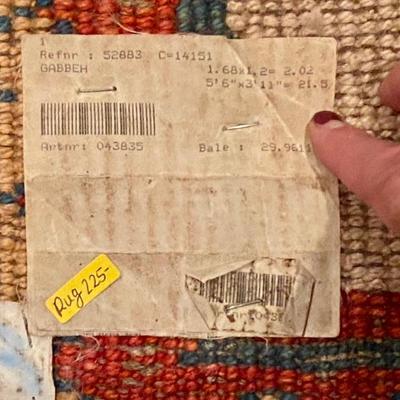 1
Refnr : 52883 C=14151
GABBEH 1.68x1.2= 2.02
5'6"x3'11"= 21.5
Artnr: 043835 Bale : 29.961
Rug 225-